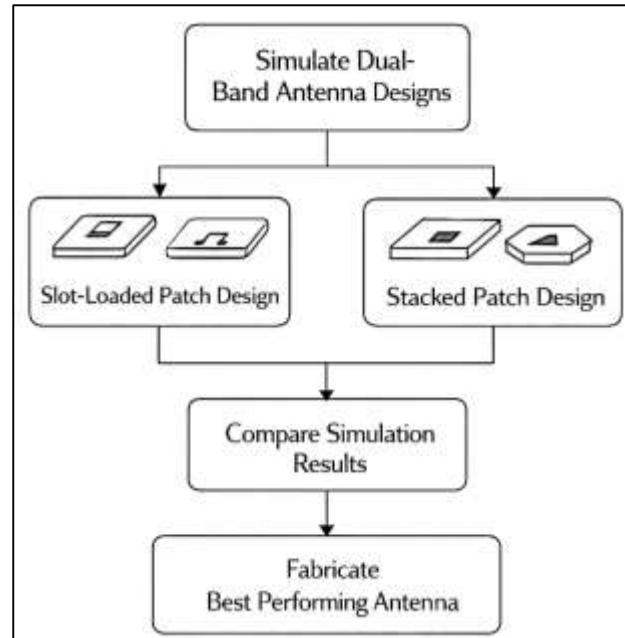 Simulate Dual-
Band Antenna Designs
Slot-Loaded Patch Design
Stacked Patch Design
Compare Simulation
Results
Fabricate
Best Performing Antenna